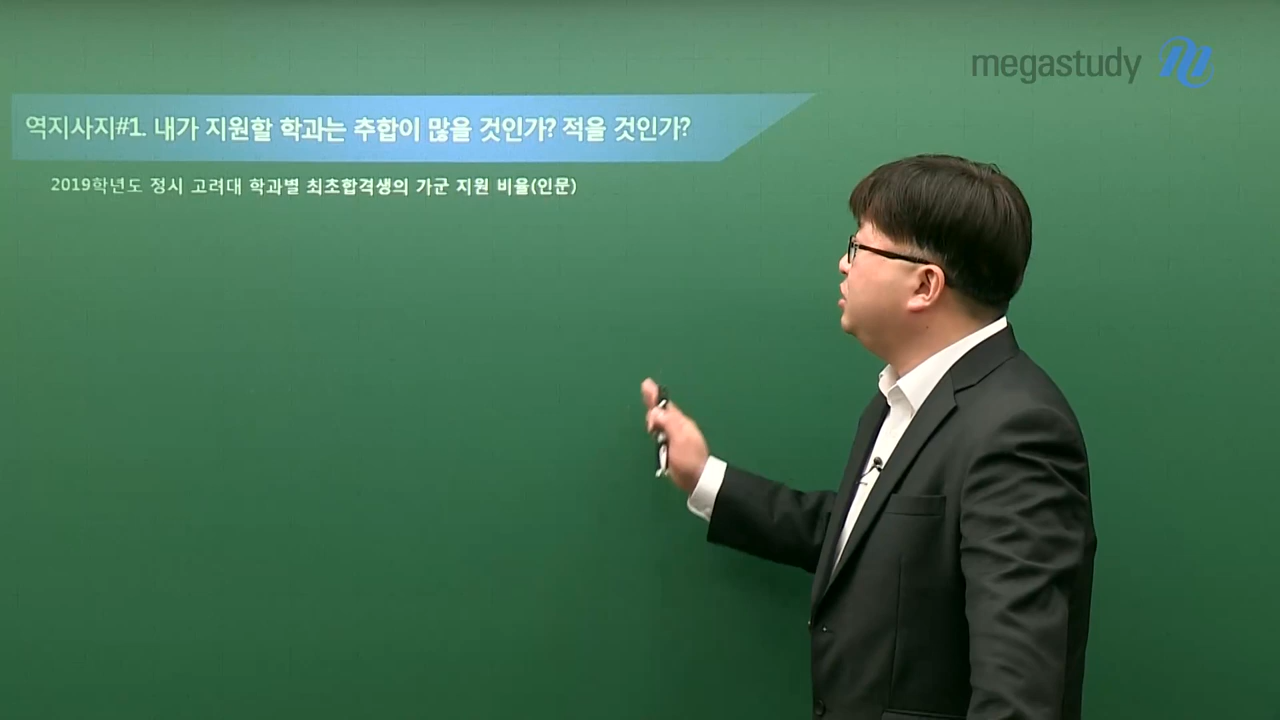 megastudy
역지사지#1. 내가 지원할 학과는 추합이 많을 것인가? 적을 것인가?
2019학년도 정시 고려대 학과별 최초합격생의 가군 지원 비율(인문)